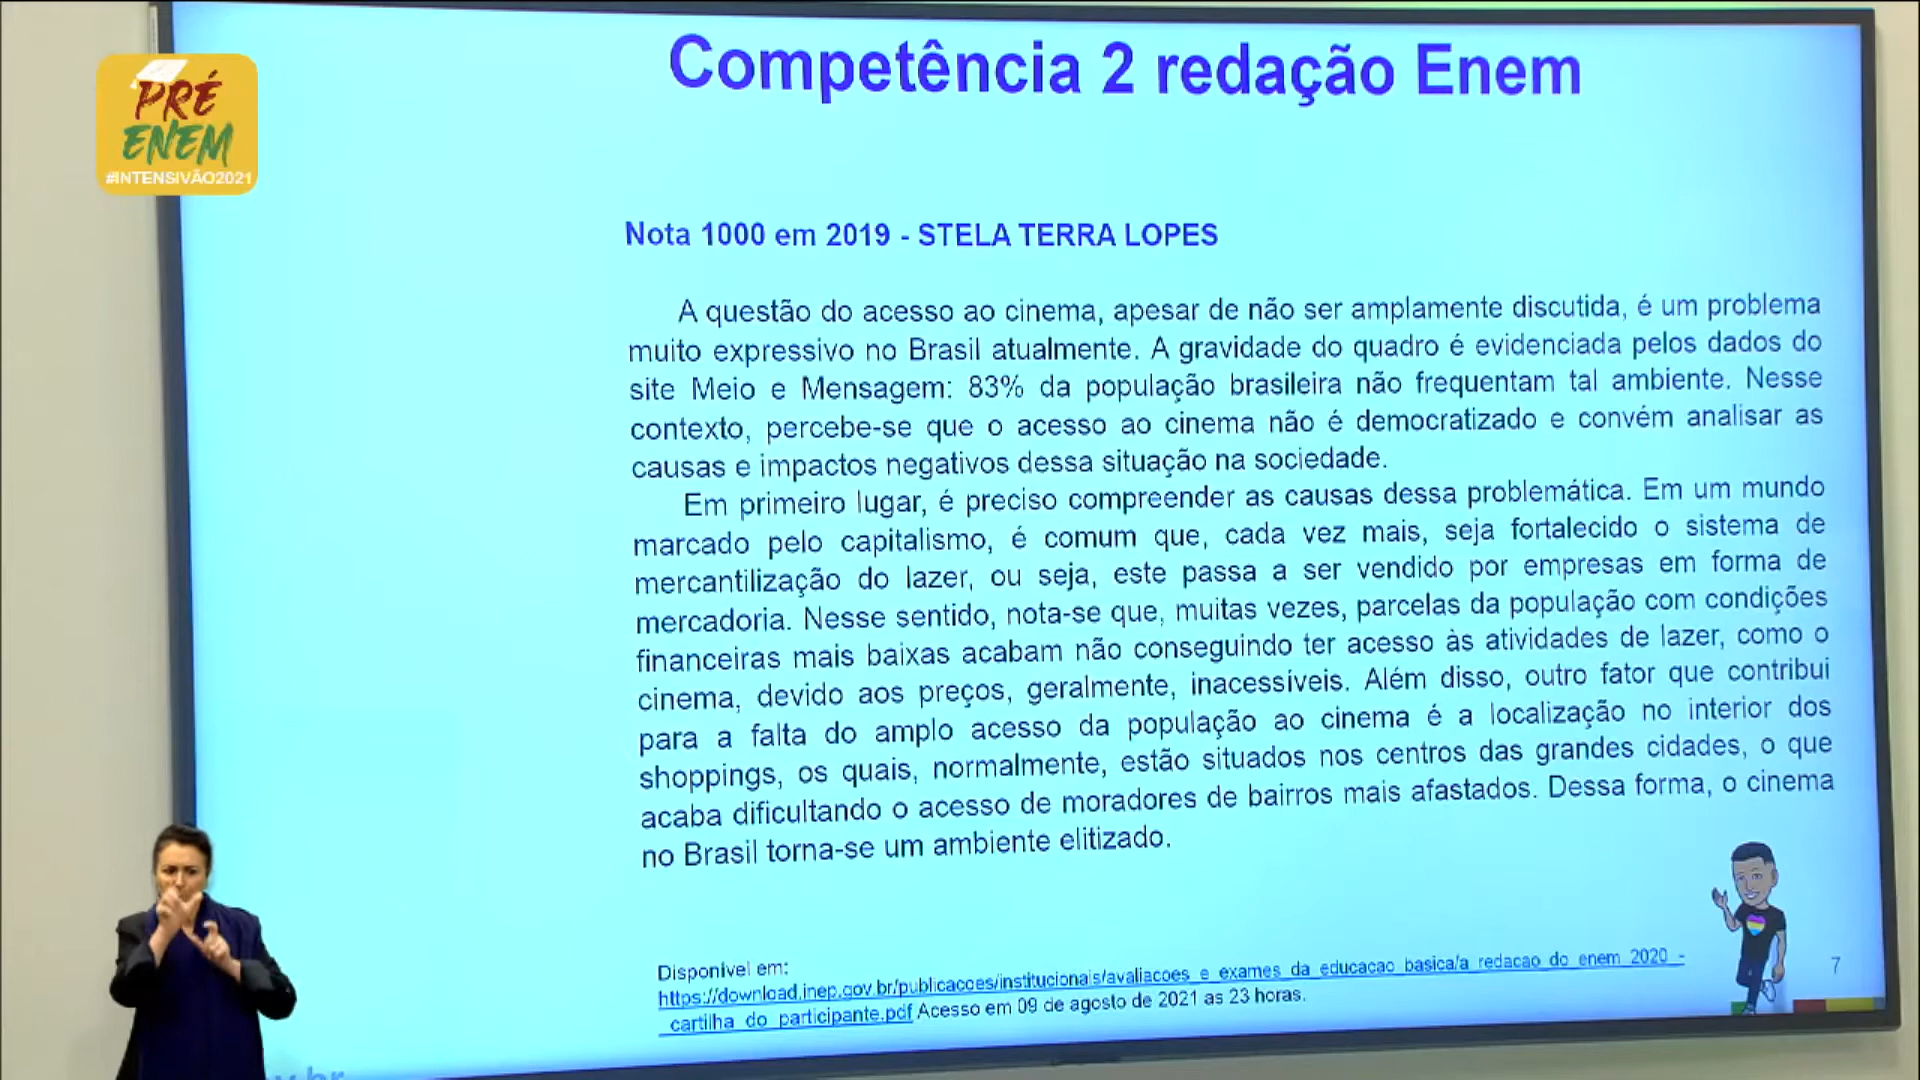 PRÉ
ENEM
#INTENSIVÃO2021
Competência 2 redação Enem
Nota 1000 em 2019 - STELA TERRA LOPES
A questão do acesso ao cinema, apesar de não ser amplamente discutida, é um problema
muito expressivo no Brasil atualmente. A gravidade do quadro é evidenciada pelos dados do
site Meio e Mensagem: 83% da população brasileira não frequentam tal ambiente. Nesse
contexto, percebe-se que o acesso ao cinema não é democratizado e convém analisar as
causas e impactos negativos dessa situação na sociedade.
Em primeiro lugar, é preciso compreender as causas dessa problemática. Em um mundo
marcado pelo capitalismo, é comum que, cada vez mais, seja fortalecido o sistema de
mercantilização do lazer, ou seja, este passa a ser vendido por empresas em forma de
mercadoria. Nesse sentido, nota-se que, muitas vezes, parcelas da população com condições
financeiras mais baixas acabam não conseguindo ter acesso às atividades de lazer, como o
cinema, devido aos preços, geralmente, inacessíveis. Além disso, outro fator que contribui
para a falta do amplo acesso da população ao cinema é a localização no interior dos
shoppings, os quais, normalmente, estão situados nos centros das grandes cidades, o que
acaba dificultando o acesso de moradores de bairros mais afastados. Dessa forma, o cinema
no Brasil torna-se um ambiente elitizado.
Disponível em:
https://download.inep.gov.br/publicacoes/institucionais/avaliacoes_e_exames_da_educacao_basica/a_redacao_do_enem_2020_-
_cartilha_do_participante.pdf Acesso em 09 de agosto de 2021 as 23 horas.
7